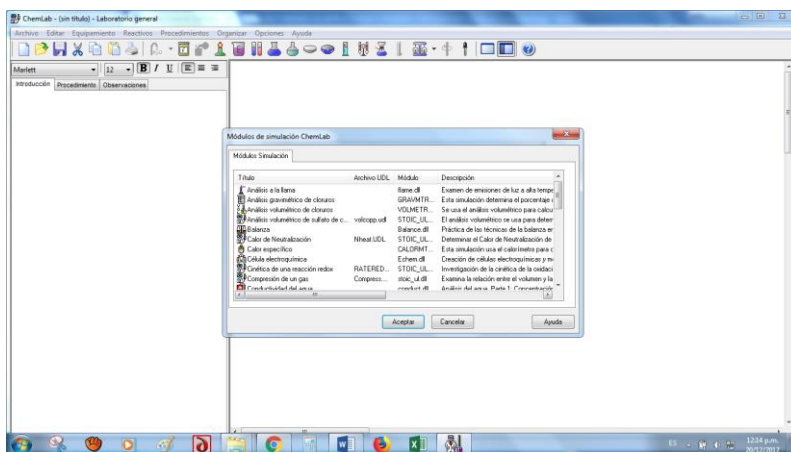 ChemLab - (sin título) - Laboratorio general
Archivo Editar Equipamiento Reactivos Procedimientos Organizar Opciones Ayuda
Marlett 12 B I U
Introducción Procedimiento Observaciones
Módulos de simulación ChemLab
Módulos Simulación
Título Archivo UDL Módulo Descripción
Análisis a la llama flame.dll Examen de emisiones de luz a alta tempe
Análisis gravimétrico de cloruros GRAVMTR... Esta simulación determina el porcentaje
Análisis volumétrico de cloruros VOLMETR... Se usa el análisis volumétrico para calcu
Análisis volumétrico de sulfato de c... volcopp.udl STOIC_UL... El análisis volumétrico se usa para deter
Balanza Balance.dll Práctica de las técnicas de la balanza en
Calor de Neutralización Nheat.UDL STOIC_UL... Determinar el Calor de Neutralización de
Calor específico CALORMT... Esta simulación usa el calorímetro para c
Célula electroquímica Echem.dll Creación de células electroquímicas y m
Cinética de una reacción redox RATERED... STOIC_UL... Investigación de la cinética de la oxidaci
Compresión de un gas Compress.... stoic_ul.dll Examina la relación entre el volumen y la
Conductividad del agua conduct.dll Análisis del agua. Parte 1: Concentración
Aceptar Cancelar Ayuda
ES 12:14 p.m.
20/12/2017